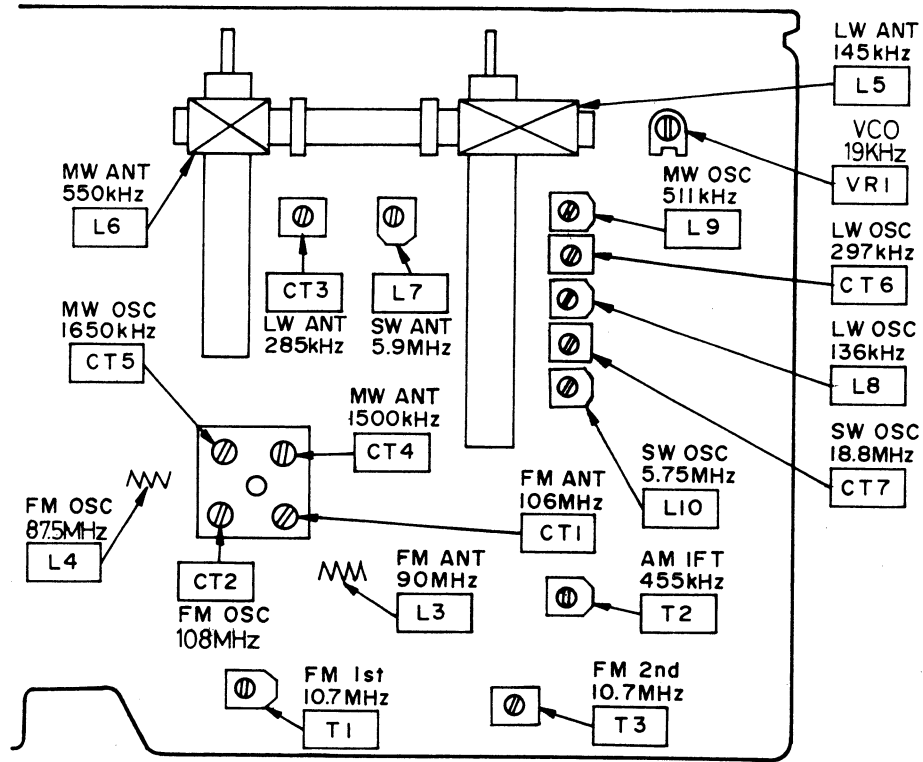 LW ANT
145kHz
L5
VCO
19KHz
VR1
MW ANT
550kHz
L6
MW OSC
511kHz
L9
CT3
LW ANT
285kHz
L7
SW ANT
5.9MHz
LW OSC
297kHz
CT6
MW OSC
1650kHz
CT5
LW OSC
136kHz
L8
MW ANT
1500kHz
CT4
SW OSC
18.8MHz
CT7
SW OSC
5.75MHz
L10
FM ANT
106MHz
CT1
FM OSC
87.5MHz
L4
CT2
FM OSC
108MHz
FM ANT
90MHz
L3
AM IFT
455kHz
T2
FM 1st
10.7MHz
T1
FM 2nd
10.7MHz
T3